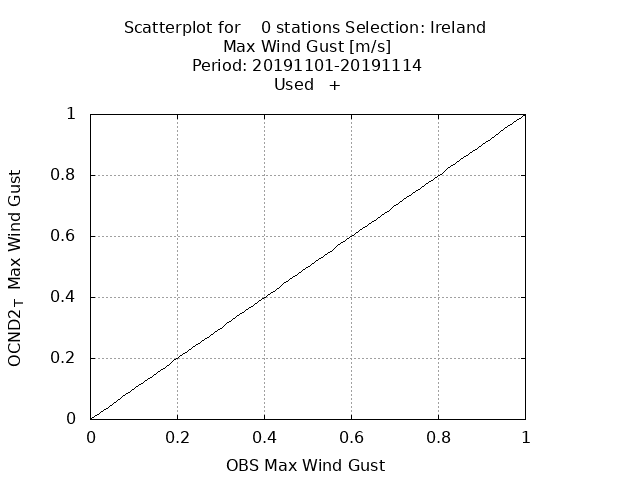 Scatterplot for    0 stations Selection: Ireland
Max Wind Gust [m/s]
Period: 20191101-20191114
Used   +
1
0.8
0.6
0.4
0.2
0
OCND2T Max Wind Gust
0 0.2 0.4 0.6 0.8 1
OBS Max Wind Gust